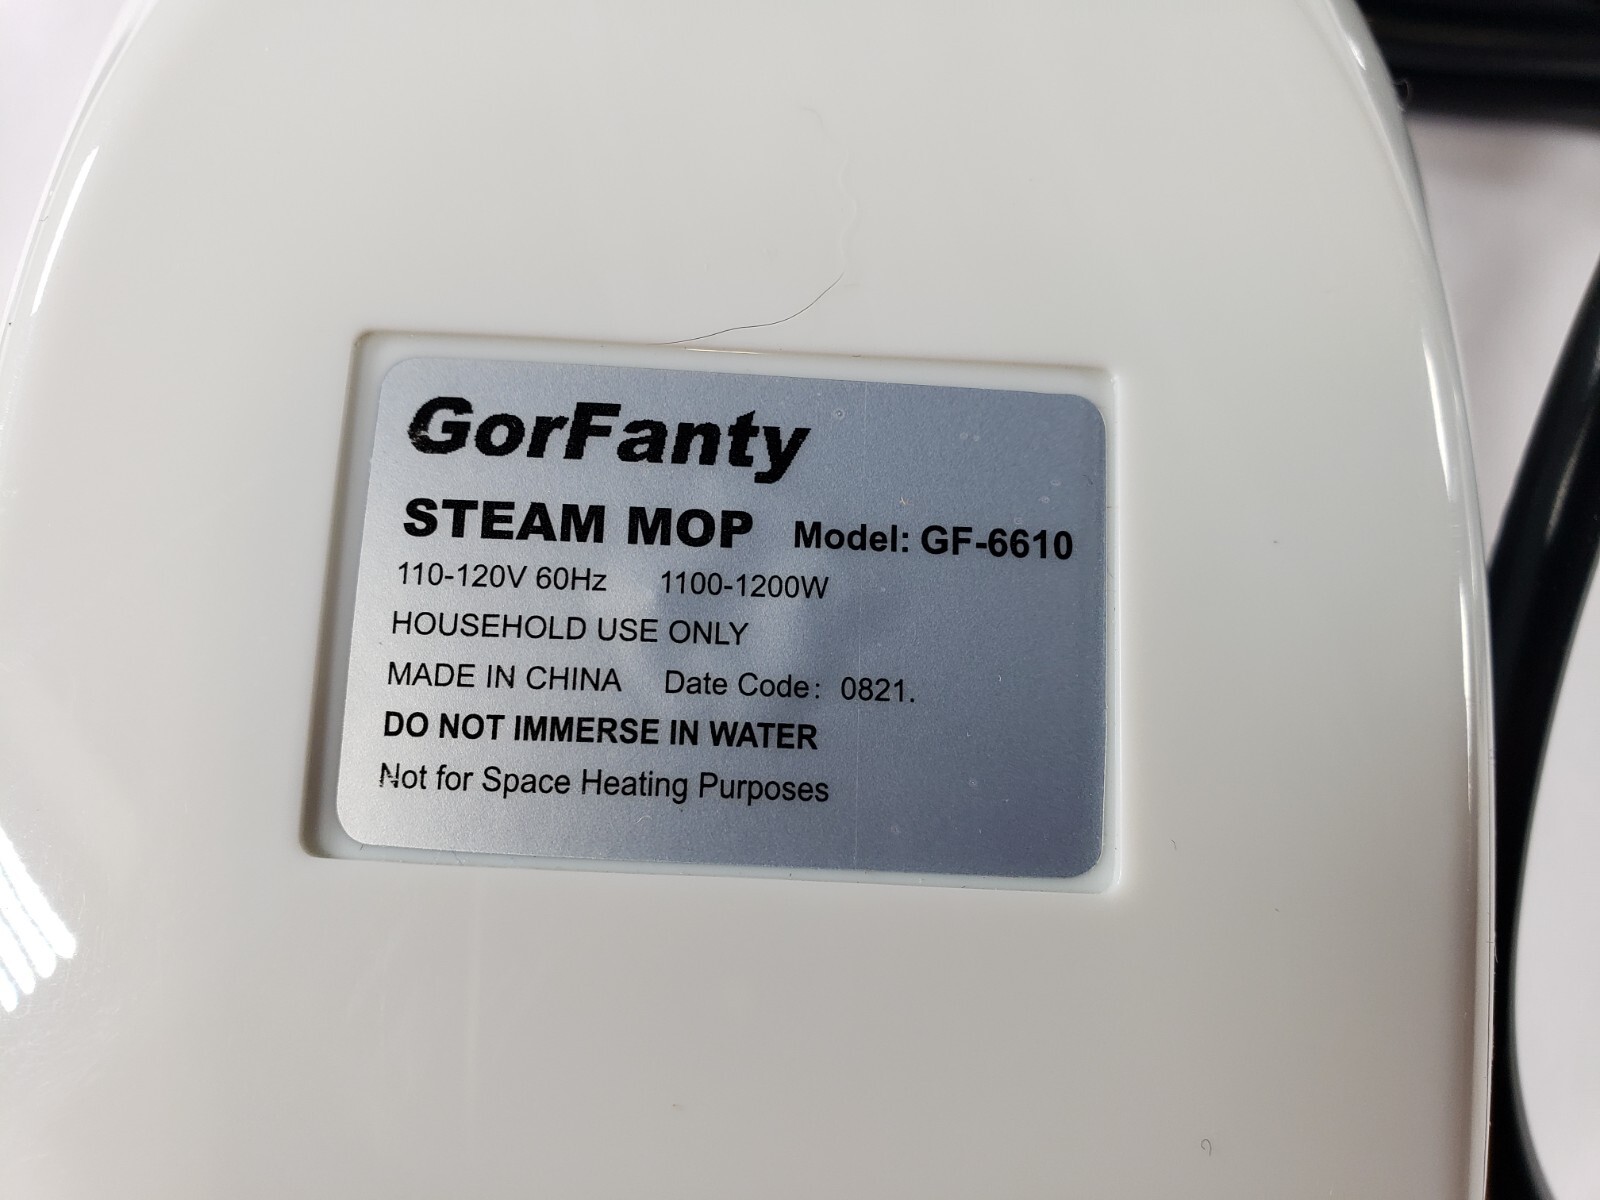 GorFanty
STEAM MOP Model: GF-6610
110-120V 60Hz 1100-1200W
HOUSEHOLD USE ONLY
MADE IN CHINA Date Code: 0821.
DO NOT IMMERSE IN WATER
Not for Space Heating Purposes